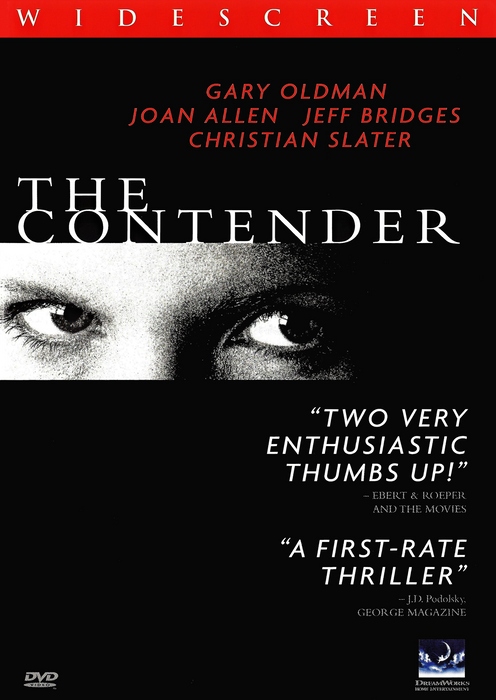 WIDESCREEN
GARY OLDMAN
JOAN ALLEN JEFF BRIDGES
CHRISTIAN SLATER
THE
CONTENDER
“TWO VERY
ENTHUSIASTIC
THUMBS UP!”
– EBERT & ROEPER
AND THE MOVIES
“A FIRST-RATE
THRILLER”
– J.D. Podolsky,
GEORGE MAGAZINE
DVD
VIDEO
DREAMWORKS
HOME ENTERTAINMENT